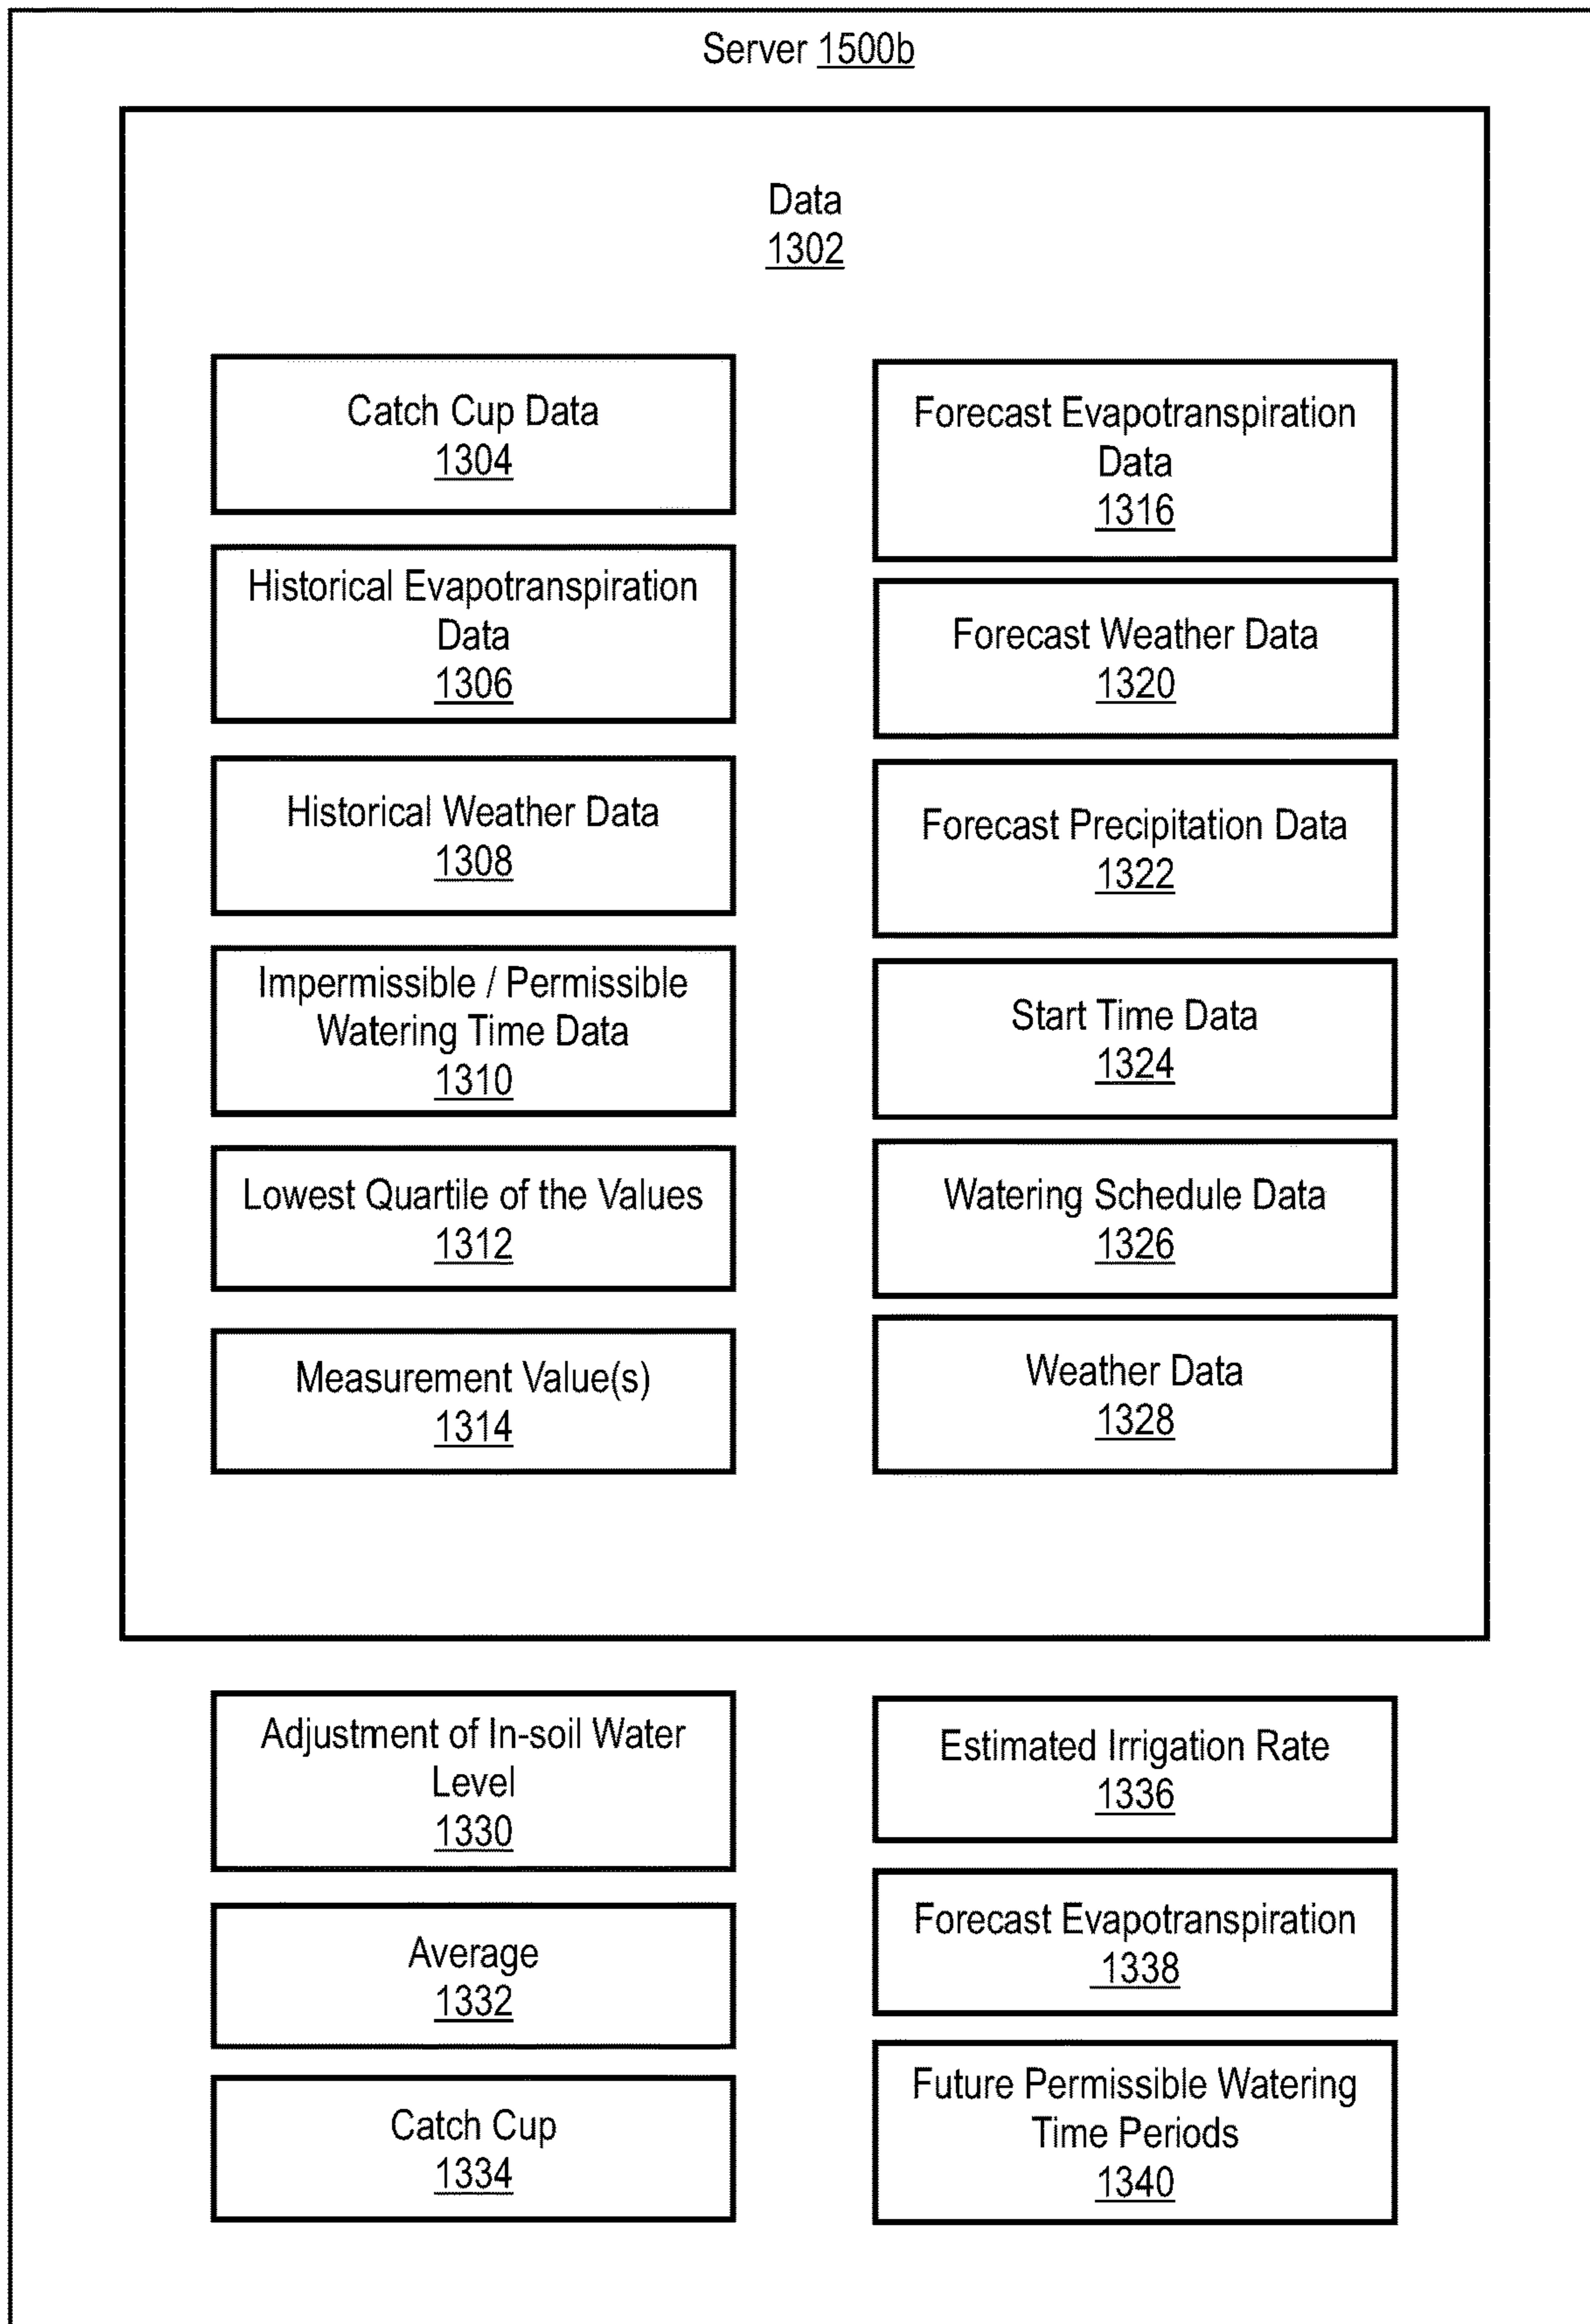 Server 1500b
Data
1302
Catch Cup Data
1304
Historical Evapotranspiration
Data
1306
Historical Weather Data
1308
Impermissible / Permissible
Watering Time Data
1310
Lowest Quartile of the Values
1312
Measurement Value(s)
1314
Forecast Evapotranspiration
Data
1316
Forecast Weather Data
1320
Forecast Precipitation Data
1322
Start Time Data
1324
Watering Schedule Data
1326
Weather Data
1328
Adjustment of In-soil Water
Level
1330
Average
1332
Catch Cup
1334
Estimated Irrigation Rate
1336
Forecast Evapotranspiration
1338
Future Permissible Watering
Time Periods
1340